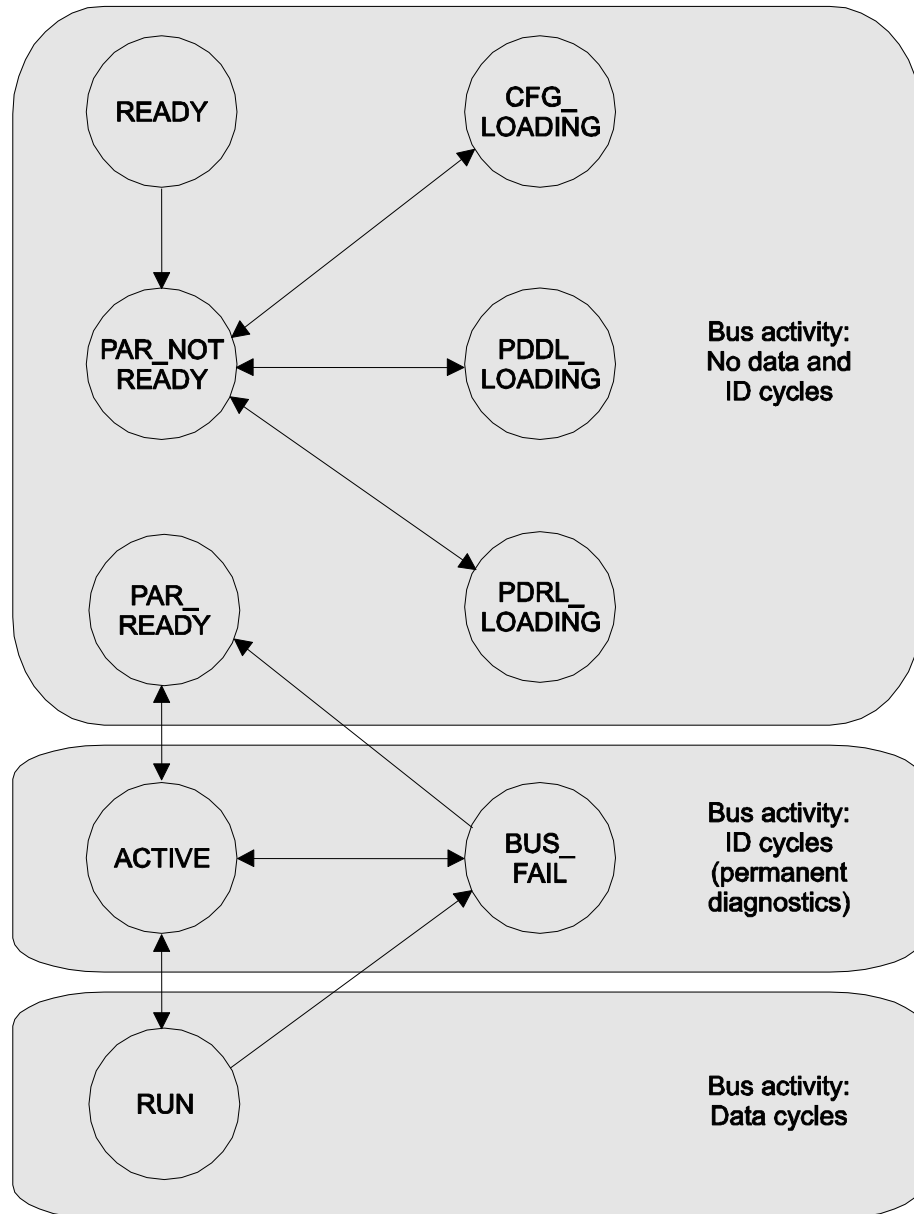 READY
CFG_
LOADING
PAR_NOT
READY
PDDL_
LOADING
Bus activity:
No data and
ID cycles
PAR_
READY
PDRL_
LOADING
ACTIVE
BUS_
FAIL
Bus activity:
ID cycles
(permanent
diagnostics)
RUN
Bus activity:
Data cycles